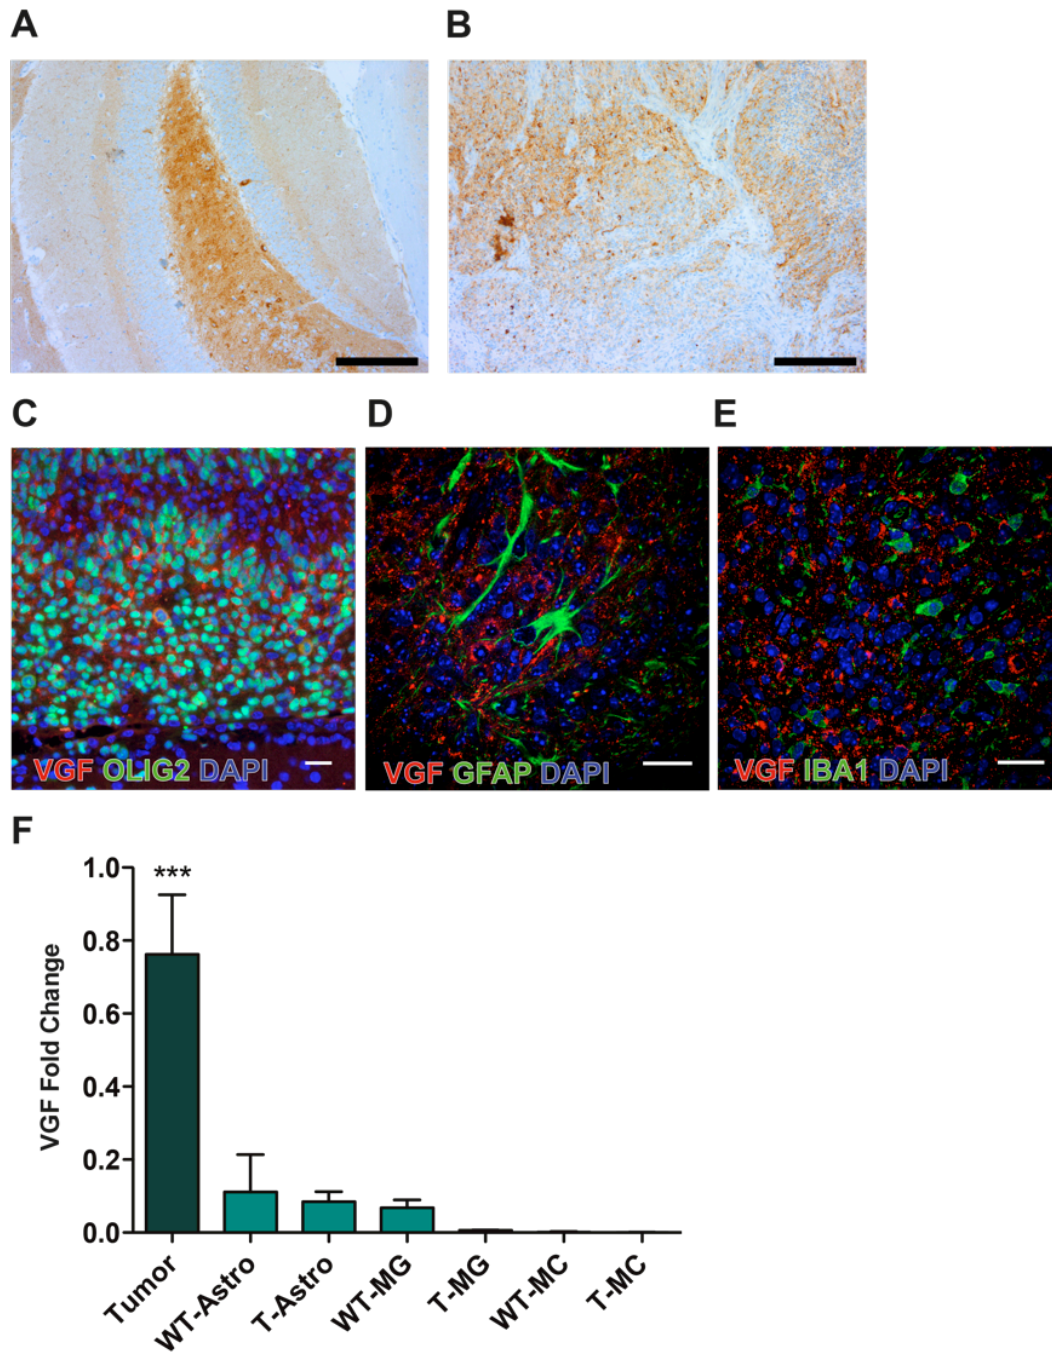 A
B
C
D
E
VGF OLIG2 DAPI
VGF GFAP DAPI
VGF IBA1 DAPI
F
***
1.0
0.8
0.6
0.4
0.2
0.0
VGF Fold Change
Tumor
WT-Astro
T-Astro
WT-MG
T-MG
WT-MC
T-MC